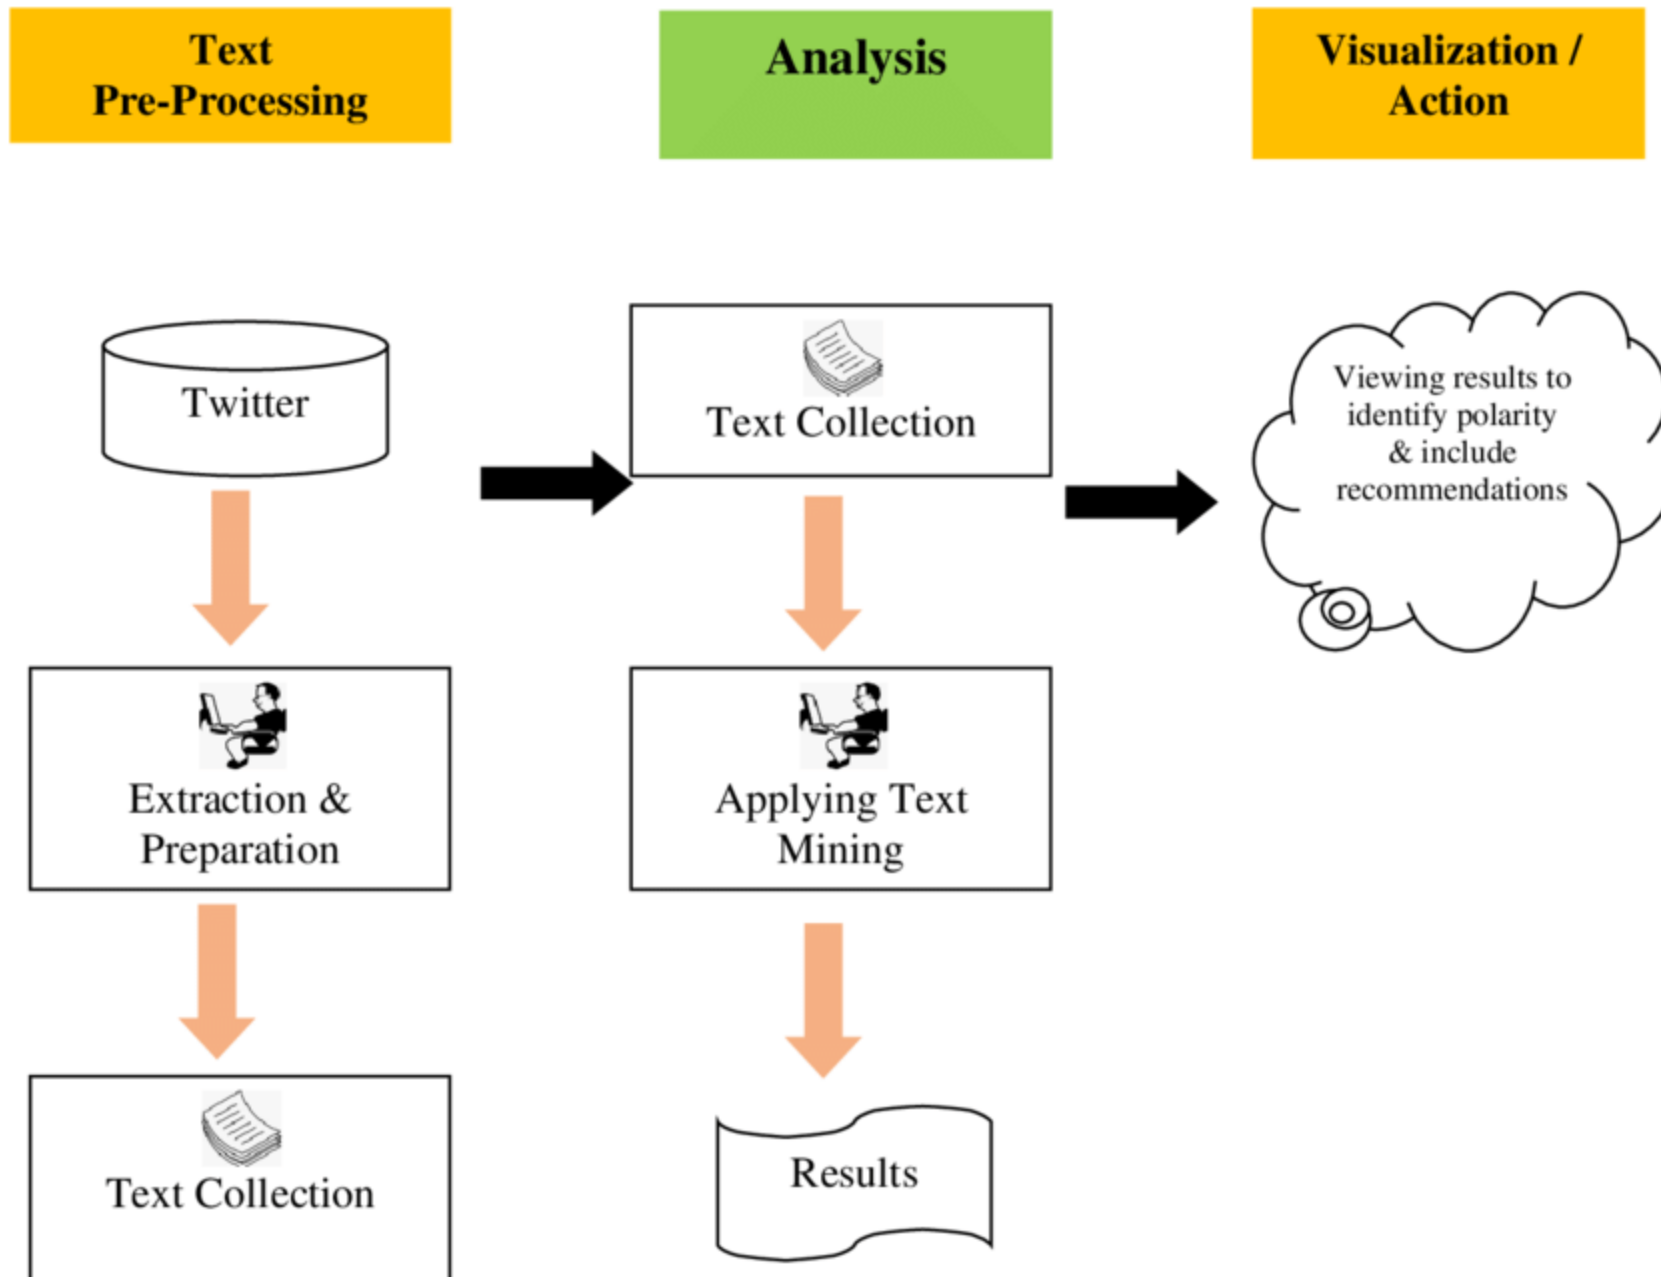 Text
Pre-Processing
Analysis
Visualization /
Action
Twitter
Extraction &
Preparation
Text Collection
Text Collection
Applying Text
Mining
Results
Viewing results to
identify polarity
& include
recommendations